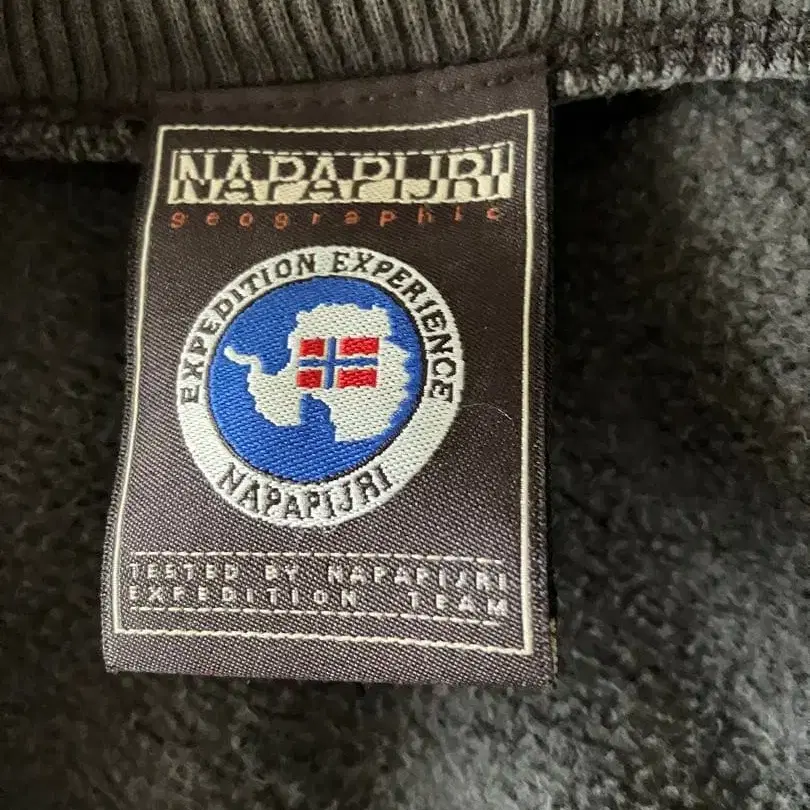 NAPAPIJRI
geographic
EXPEDITION EXPERIENCE
NAPAPIJRI
TESTED BY NAPAPIJRI
EXPEDITION TEAM